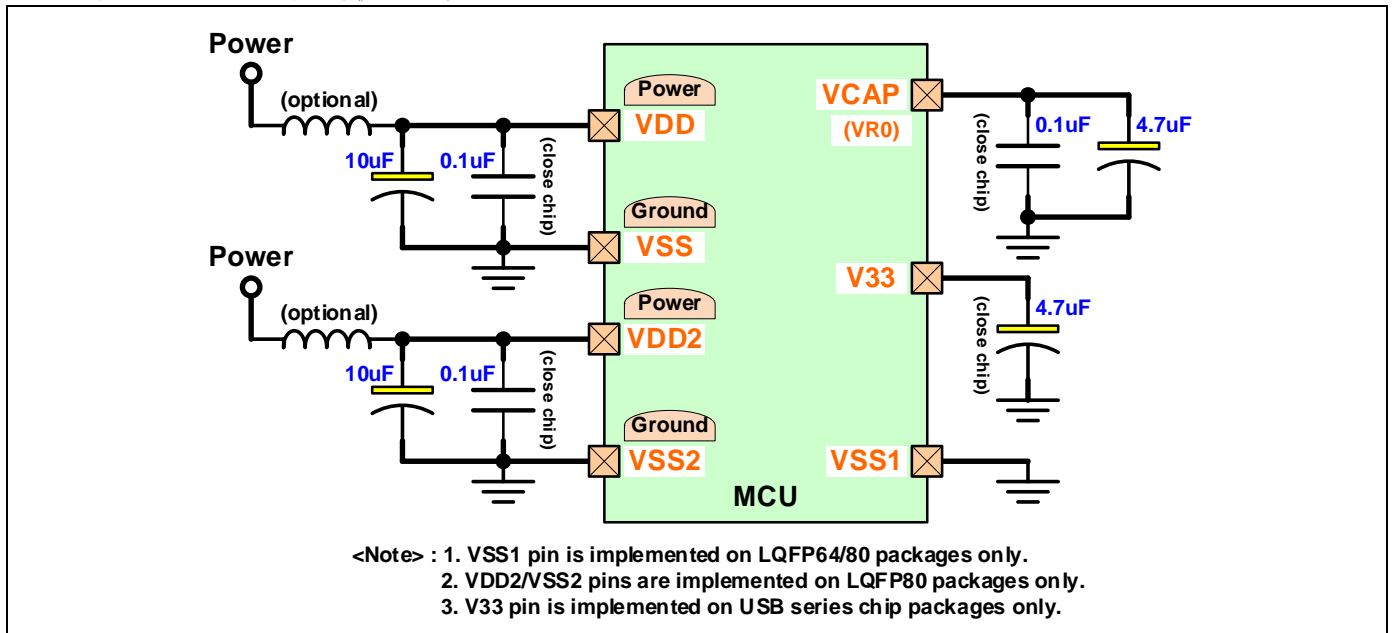 Power
(optional)
10uF
0.1uF
(close chip)
Power
VDD
Ground
VSS
Power
(optional)
10uF
0.1uF
(close chip)
Power
VDD2
Ground
VSS2
VCAP
(VR0)
(close chip)
0.1uF
4.7uF
V33
(close chip)
4.7uF
VSS1
MCU
<Note> : 1. VSS1 pin is implemented on LQFP64/80 packages only.
2. VDD2/VSS2 pins are implemented on LQFP80 packages only.
3. V33 pin is implemented on USB series chip packages only.